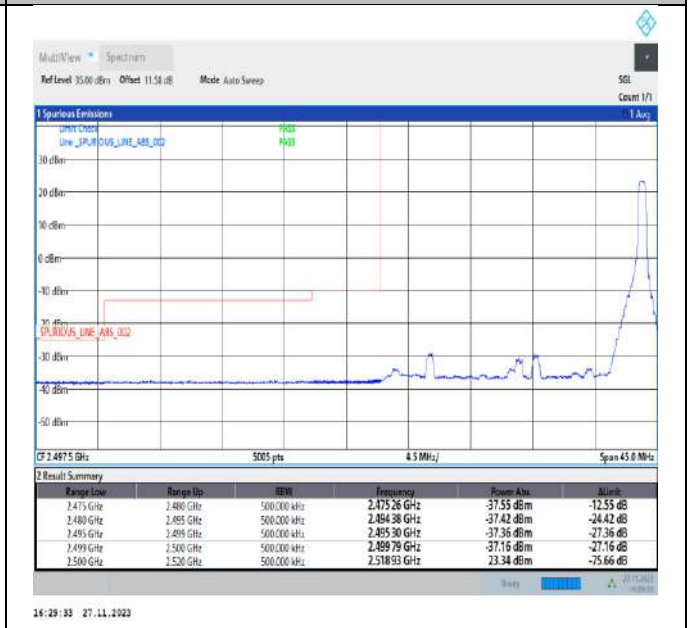 MultiView Spectrum
Ref Level 35.00 dBm Offset 11.58 dB Mode Auto Sweep SGL
Count 1/1
1 Spurious Emissions 1 Avg
Limit Check PASS
Line _SPURIOUS_LINE_ABS_002 PASS
30 dBm
20 dBm
10 dBm
0 dBm
-10 dBm
-20 dBm
_SPURIOUS_LINE_ABS_002
-30 dBm
-40 dBm
-50 dBm
CF 2.4975 GHz 5005 pts 4.5 MHz/ Span 45.0 MHz
2 Result Summary
Range Low Range Up RBW Frequency Power Abs ΔLimit
2.475 GHz 2.480 GHz 500.000 kHz 2.47526 GHz -37.55 dBm -12.55 dB
2.480 GHz 2.495 GHz 500.000 kHz 2.49438 GHz -37.42 dBm -24.42 dB
2.495 GHz 2.499 GHz 500.000 kHz 2.49530 GHz -37.36 dBm -27.36 dB
2.499 GHz 2.500 GHz 500.000 kHz 2.49979 GHz -37.16 dBm -27.16 dB
2.500 GHz 2.520 GHz 500.000 kHz 2.51893 GHz 23.34 dBm -75.66 dB
Ready 27.11.2023
16:29:33 27.11.2023